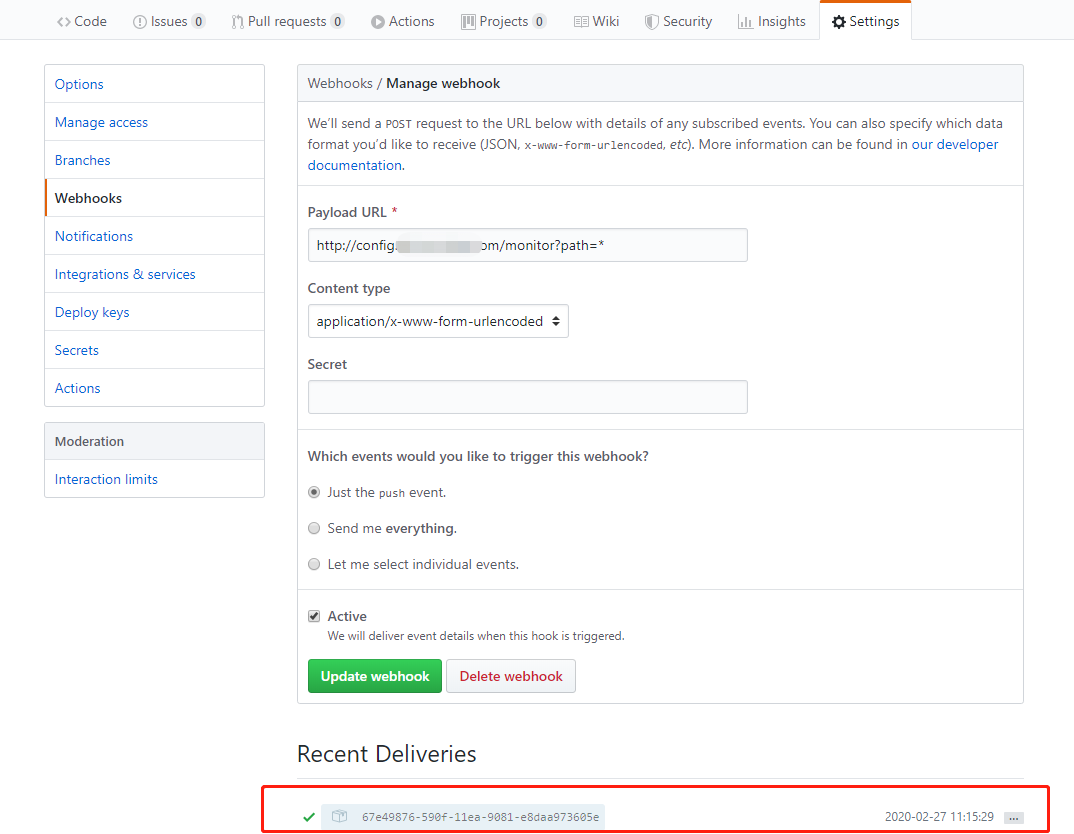 Code Issues 0 Pull requests 0 Actions Projects 0 Wiki Security Insights Settings
Options
Manage access
Branches
Webhooks
Notifications
Integrations & services
Deploy keys
Secrets
Actions
Moderation
Interaction limits
Webhooks / Manage webhook
We'll send a POST request to the URL below with details of any subscribed events. You can also specify which data
format you'd like to receive (JSON, x-www-form-urlencoded, etc). More information can be found in our developer
documentation.
Payload URL *
http://config. om/monitor?path=*
Content type
application/x-www-form-urlencoded
Secret
Which events would you like to trigger this webhook?
Just the push event.
Send me everything.
Let me select individual events.
Active
We will deliver event details when this hook is triggered.
Update webhook Delete webhook
Recent Deliveries
67e49876-590f-11ea-9081-e8daa973605e 2020-02-27 11:15:29 ...